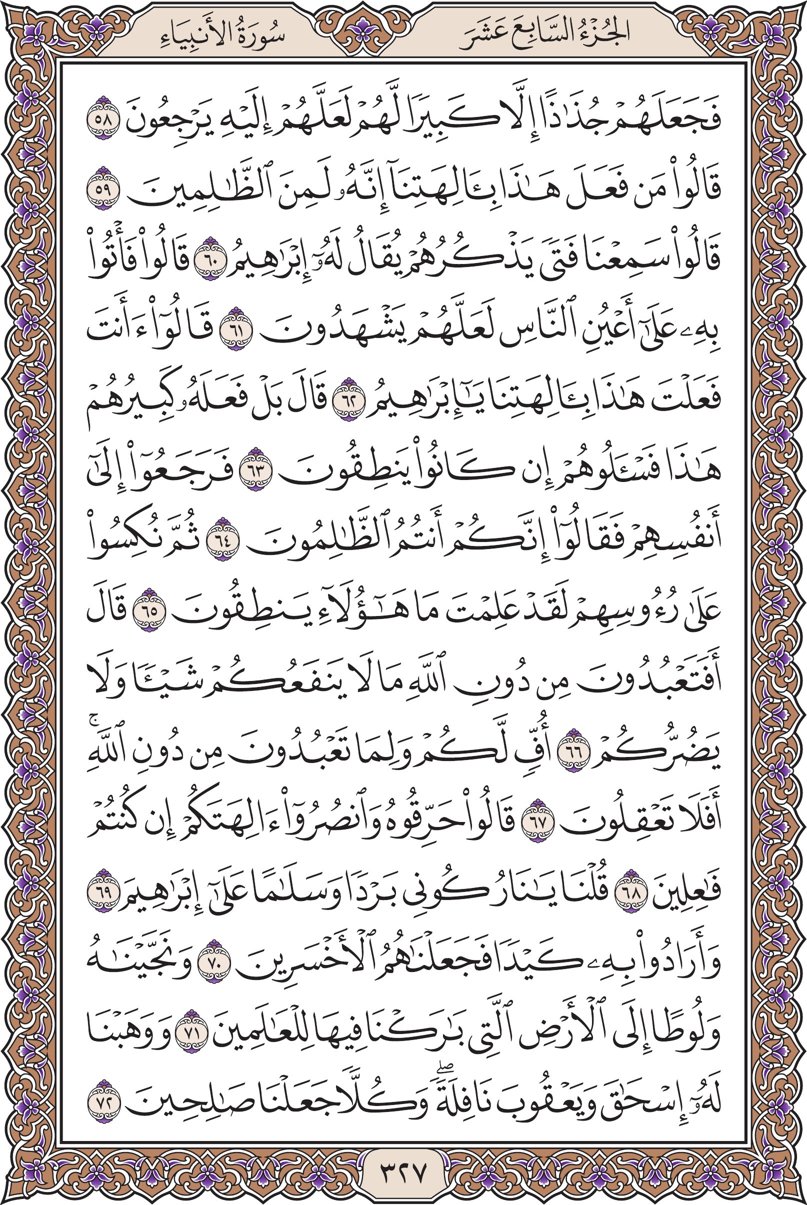 الجُزْءُ السَّابِعَ عَشَرَ
سُورَةُ الأَنبِيَاءِ
فَجَعَلَهُمْ جُذَٰذًا إِلَّا كَبِيرًا لَّهُمْ لَعَلَّهُمْ إِلَيْهِ يَرْجِعُونَ ٥٨
قَالُواْ مَن فَعَلَ هَٰذَا بِـَٔالِهَتِنَآ إِنَّهُۥ لَمِنَ ٱلظَّٰلِمِينَ ٥٩
قَالُواْ سَمِعْنَا فَتًى يَذْكُرُهُمْ يُقَالُ لَهُۥٓ إِبْرَٰهِيمُ ٦٠ قَالُواْ فَأْتُواْ
بِهِۦ عَلَىٰٓ أَعْيُنِ ٱلنَّاسِ لَعَلَّهُمْ يَشْهَدُونَ ٦١ قَالُوٓاْ ءَأَنتَ
فَعَلْتَ هَٰذَا بِـَٔالِهَتِنَا يَٰٓإِبْرَٰهِيمُ ٦٢ قَالَ بَلْ فَعَلَهُۥ كَبِيرُهُمْ
هَٰذَا فَسْـَٔلُوهُمْ إِن كَانُواْ يَنطِقُونَ ٦٣ فَرَجَعُوٓاْ إِلَىٰٓ
أَنفُسِهِمْ فَقَالُوٓاْ إِنَّكُمْ أَنتُمُ ٱلظَّٰلِمُونَ ٦٤ ثُمَّ نُكِسُواْ
عَلَىٰ رُءُوسِهِمْ لَقَدْ عَلِمْتَ مَا هَٰٓؤُلَآءِ يَنطِقُونَ ٦٥ قَالَ
أَفَتَعْبُدُونَ مِن دُونِ ٱللَّهِ مَا لَا يَنفَعُكُمْ شَيْـًٔا وَلَا
يَضُرُّكُمْ ٦٦ أُفٍّ لَّكُمْ وَلِمَا تَعْبُدُونَ مِن دُونِ ٱللَّهِۚ
أَفَلَا تَعْقِلُونَ ٦٧ قَالُواْ حَرِّقُوهُ وَٱنصُرُوٓاْ ءَالِهَتَكُمْ إِن كُنتُمْ
فَٰعِلِينَ ٦٨ قُلْنَا يَٰنَارُ كُونِي بَرْدًا وَسَلَٰمًا عَلَىٰٓ إِبْرَٰهِيمَ ٦٩
وَأَرَادُواْ بِهِۦ كَيْدًا فَجَعَلْنَٰهُمُ ٱلْأَخْسَرِينَ ٧٠ وَنَجَّيْنَٰهُ
وَلُوطًا إِلَى ٱلْأَرْضِ ٱلَّتِي بَٰرَكْنَا فِيهَا لِلْعَٰلَمِينَ ٧١ وَوَهَبْنَا
لَهُۥٓ إِسْحَٰقَ وَيَعْقُوبَ نَافِلَةًۖ وَكُلًّا جَعَلْنَا صَٰلِحِينَ ٧٢
٣٢٧